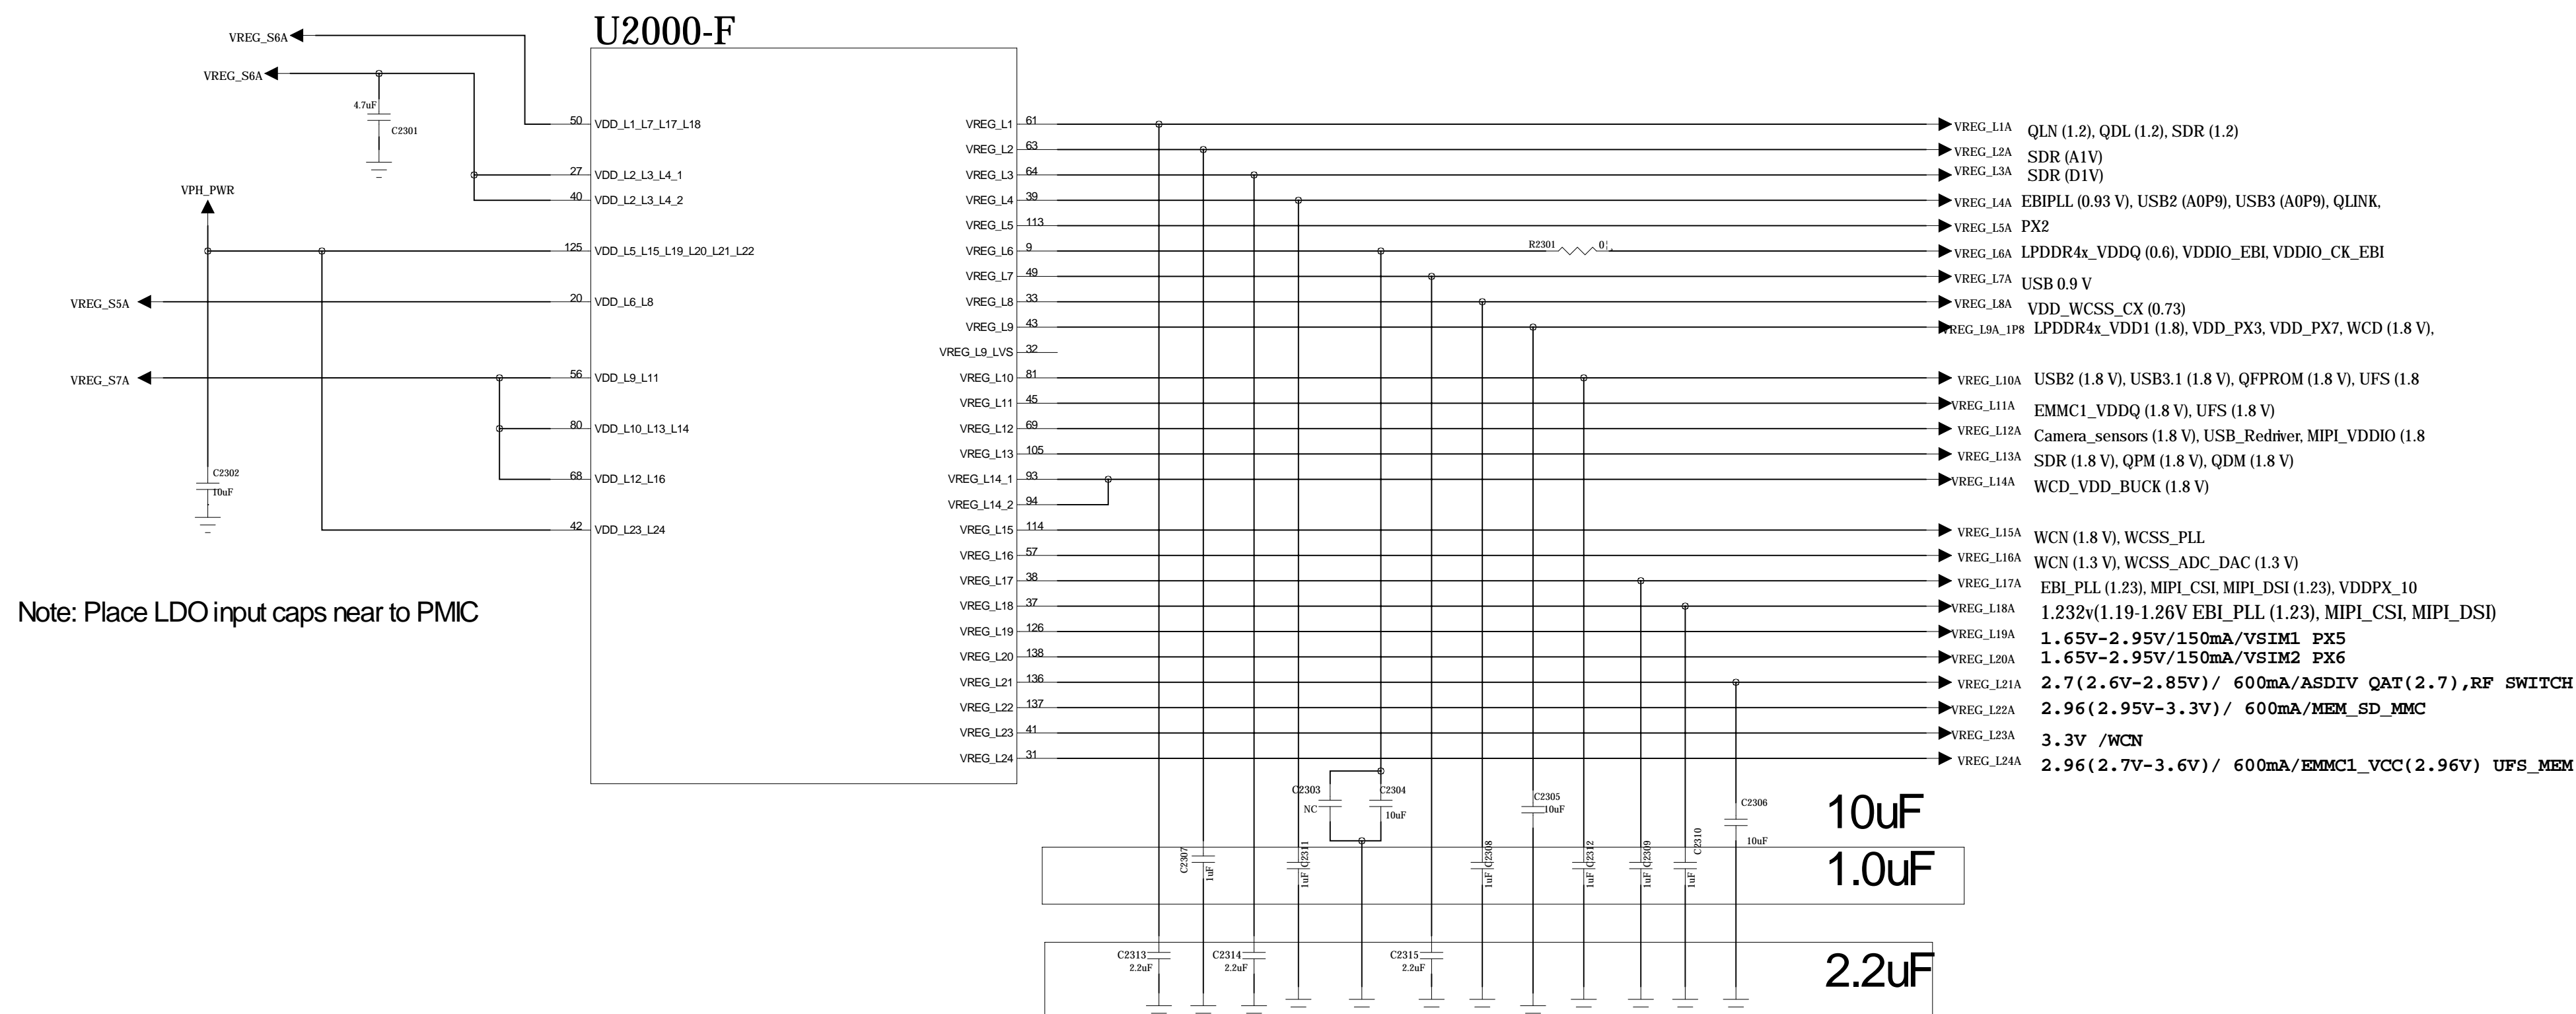 U2000-F
VREG_S6A
VREG_S6A
4.7uF
C2301
VPH_PWR
VREG_S5A
VREG_S7A
C2302
10uF
Note: Place LDO input caps near to PMIC
50 VDD_L1_L7_L17_L18
27 VDD_L2_L3_L4_1
40 VDD_L2_L3_L4_2
125 VDD_L5_L15_L19_L20_L21_L22
20 VDD_L6_L8
56 VDD_L9_L11
80 VDD_L10_L13_L14
68 VDD_L12_L16
42 VDD_L23_L24
VREG_L1 61 VREG_L1A QLN (1.2), QDL (1.2), SDR (1.2)
VREG_L2 63 VREG_L2A SDR (A1V)
VREG_L3 64 VREG_L3A SDR (D1V)
VREG_L4 39 VREG_L4A EBIPLL (0.93 V), USB2 (A0P9), USB3 (A0P9), QLINK,
VREG_L5 113 VREG_L5A PX2
VREG_L6 9 R2301 VREG_L6A LPDDR4x_VDDQ (0.6), VDDIO_EBI, VDDIO_CK_EBI
VREG_L7 49 VREG_L7A USB 0.9 V
VREG_L8 33 VREG_L8A VDD_WCSS_CX (0.73)
VREG_L9 43 VREG_L9A_1P8 LPDDR4x_VDD1 (1.8), VDD_PX3, VDD_PX7, WCD (1.8 V),
VREG_L9_LVS 32
VREG_L10 81 VREG_L10A USB2 (1.8 V), USB3.1 (1.8 V), QFPROM (1.8 V), UFS (1.8
VREG_L11 45 VREG_L11A EMMC1_VDDQ (1.8 V), UFS (1.8 V)
VREG_L12 69 VREG_L12A Camera_sensors (1.8 V), USB_Redriver, MIPI_VDDIO (1.8
VREG_L13 105 VREG_L13A SDR (1.8 V), QPM (1.8 V), QDM (1.8 V)
VREG_L14_1 93 VREG_L14A WCD_VDD_BUCK (1.8 V)
VREG_L14_2 94
VREG_L15 114 VREG_L15A WCN (1.8 V), WCSS_PLL
VREG_L16 57 VREG_L16A WCN (1.3 V), WCSS_ADC_DAC (1.3 V)
VREG_L17 38 VREG_L17A EBI_PLL (1.23), MIPI_CSI, MIPI_DSI (1.23), VDDPX_10
VREG_L18 37 VREG_L18A 1.232v(1.19-1.26V EBI_PLL (1.23), MIPI_CSI, MIPI_DSI)
VREG_L19 126 VREG_L19A 1.65V-2.95V/150mA/VSIM1 PX5
VREG_L20 138 VREG_L20A 1.65V-2.95V/150mA/VSIM2 PX6
VREG_L21 136 VREG_L21A 2.7(2.6V-2.85V)/ 600mA/ASDIV QAT(2.7),RF SWITCH
VREG_L22 137 VREG_L22A 2.96(2.95V-3.3V)/ 600mA/MEM_SD_MMC
VREG_L23 41 VREG_L23A 3.3V /WCN
VREG_L24 31 VREG_L24A 2.96(2.7V-3.6V)/ 600mA/EMMC1_VCC(2.96V) UFS_MEM
C2303 NC
C2304 10uF
C2305 10uF
C2306 10uF
10uF
C2307 1uF
C2311 1uF
C2308 1uF
C2312 1uF
C2309 1uF
C2310 1uF
1.0uF
C2313 2.2uF
C2314 2.2uF
C2315 2.2uF
2.2uF